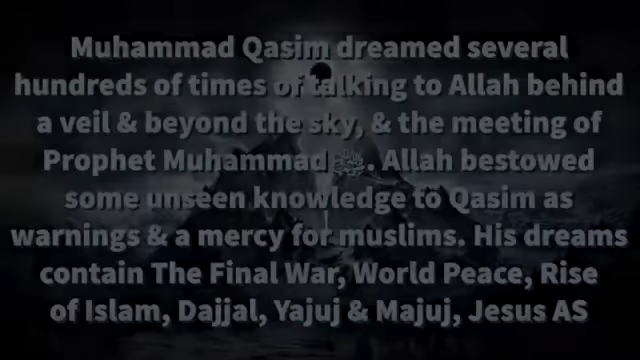 Muhammad Qasim dreamed several
hundreds of times of talking to Allah behind
a veil & beyond the sky, & the meeting of
Prophet Muhammad ﷺ. Allah bestowed
some unseen knowledge to Qasim as
warnings & a mercy for muslims. His dreams
contain The Final War, World Peace, Rise
of Islam, Dajjal, Yajuj & Majuj, Jesus AS